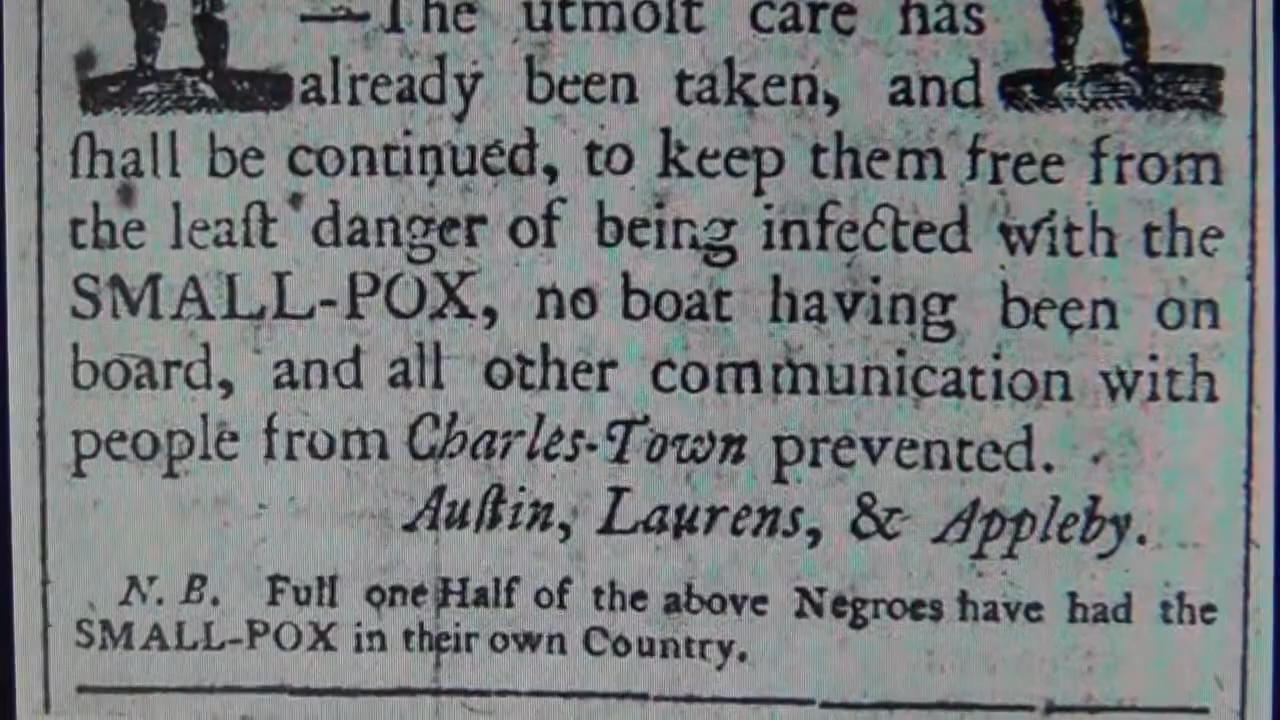 —The utmoſt care has
already been taken, and
ſhall be continued, to keep them free from
the leaſt danger of being infected with the
SMALL-POX, no boat having been on
board, and all other communication with
people from Charles-Town prevented.
Auſtin, Laurens, & Appleby.
N. B. Full one Half of the above Negroes have had the
SMALL-POX in their own Country.